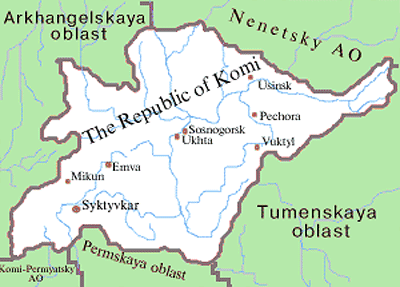 Arkhangelskaya
oblast
Nenetsky AO
The Republic of Komi
Usinsk
Pechora
Sosnogorsk
Ukhta
Vuktyl
Emva
Mikun
Syktyvkar
Tumenskaya
oblast
Permskaya oblast
Komi-Permyatsky
AO